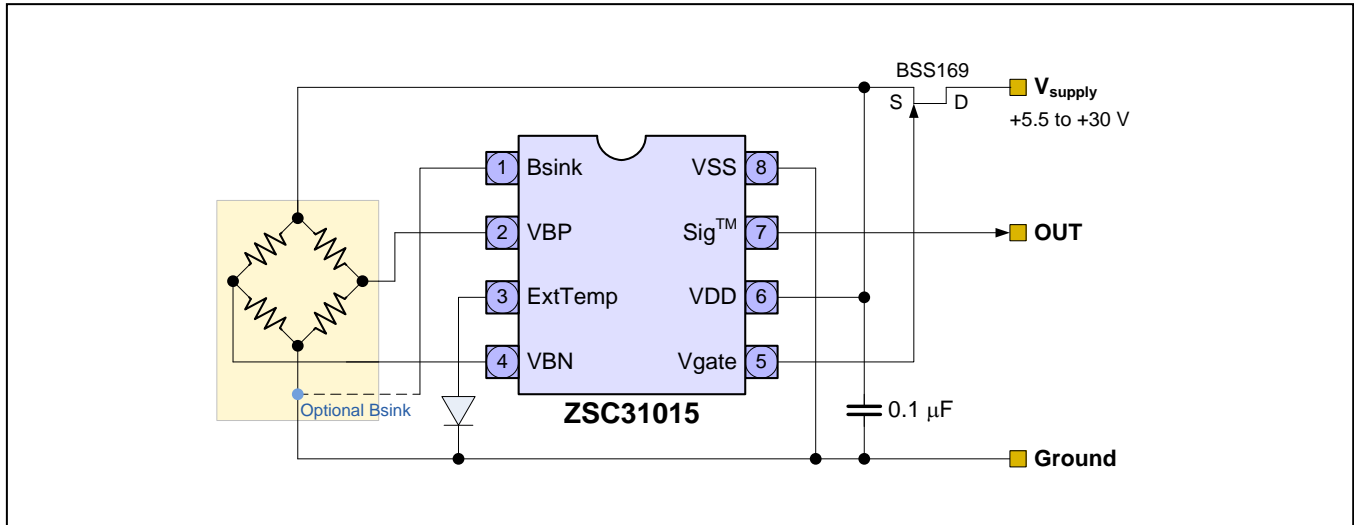 BSS169
S D
V_supply
+5.5 to +30 V
1 Bsink VSS 8
2 VBP Sig™ 7
OUT
3 ExtTemp VDD 6
4 VBN Vgate 5
Optional Bsink
ZSC31015
0.1 μF
Ground